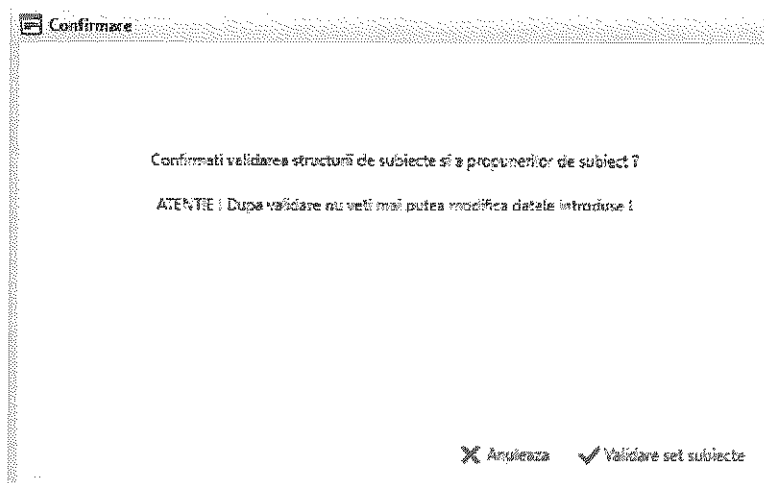 Confirmare
Confirmati validarea structurii de subiecte si a propunerilor de subiect ?
ATENTIE ! Dupa validare nu veti mai putea modifica datele introduse !
Anuleaza Validare set subiecte